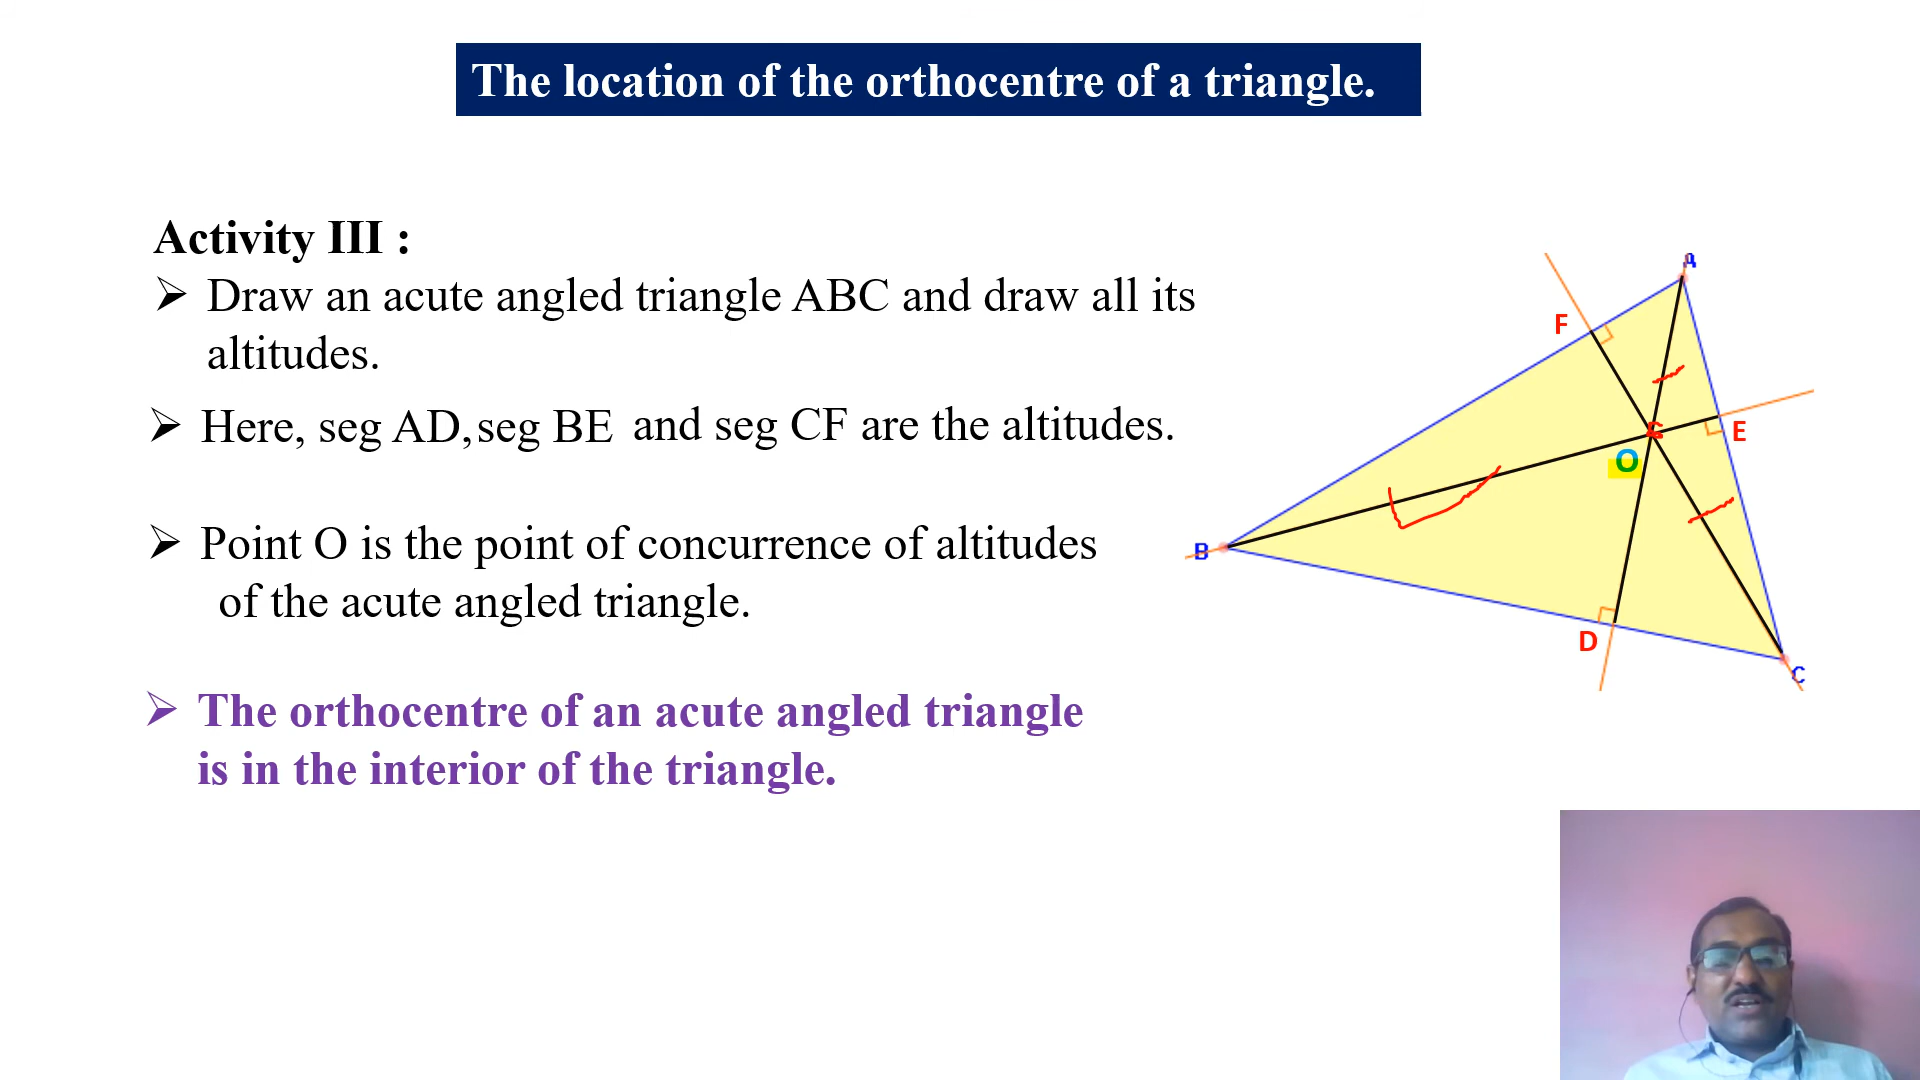 The location of the orthocentre of a triangle.
Activity III :
Draw an acute angled triangle ABC and draw all its
altitudes.
Here, seg AD, seg BE and seg CF are the altitudes.
Point O is the point of concurrence of altitudes
of the acute angled triangle.
The orthocentre of an acute angled triangle
is in the interior of the triangle.
A
F
E
O
B
D
C